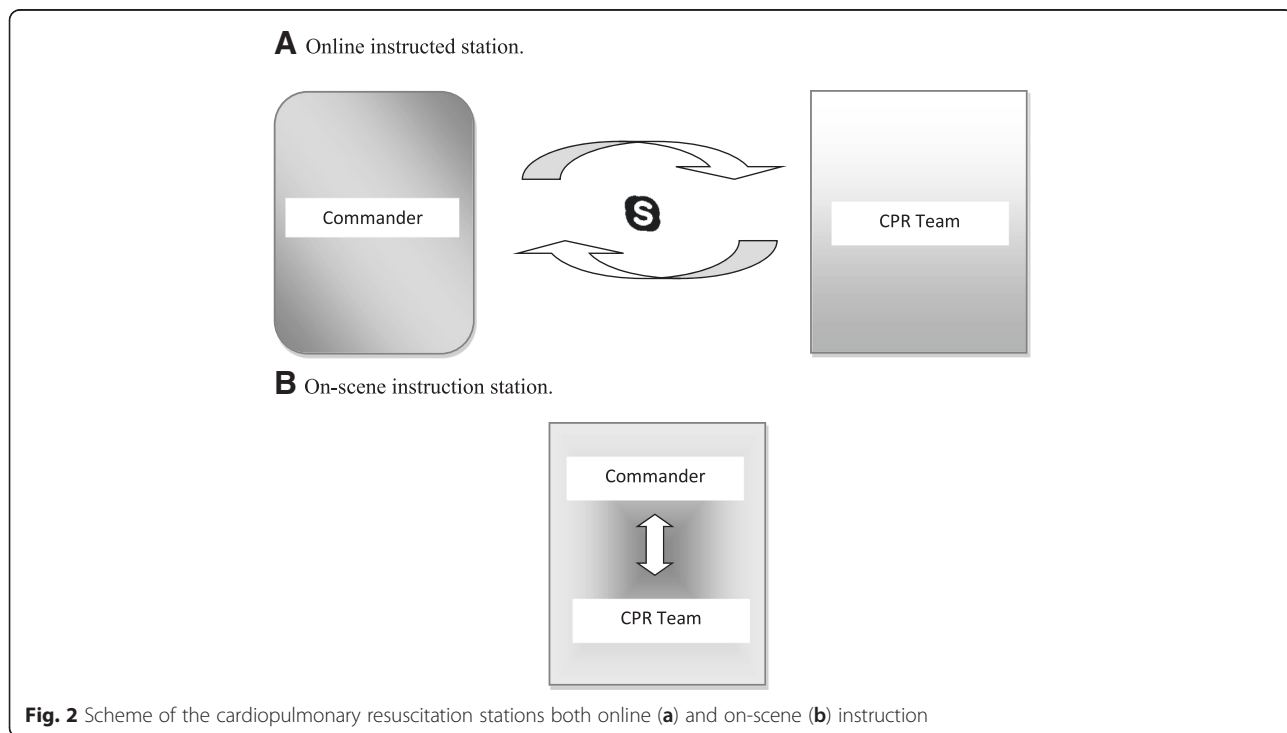 A Online instructed station.
Commander
S
CPR Team
B On-scene instruction station.
Commander
CPR Team
Fig. 2 Scheme of the cardiopulmonary resuscitation stations both online (a) and on-scene (b) instruction